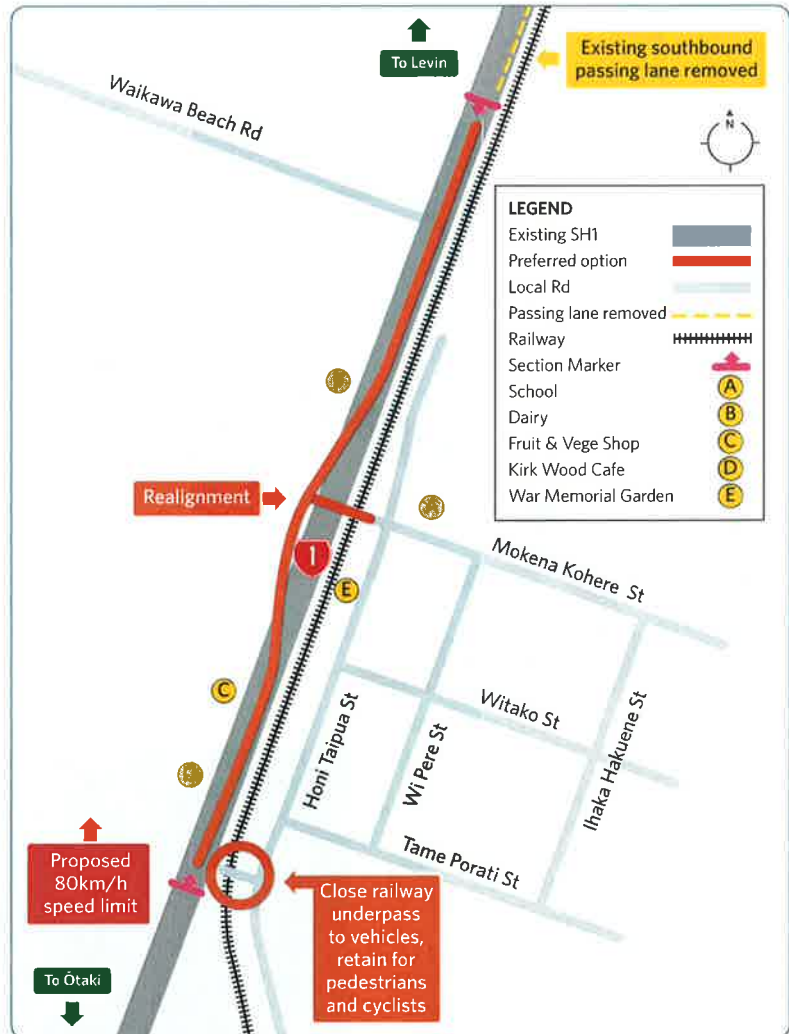 To Levin
Existing southbound
passing lane removed
Waikawa Beach Rd
N
LEGEND
Existing SH1
Preferred option
Local Rd
Passing lane removed
Railway
Section Marker
School
A
Dairy
B
Fruit & Vege Shop
C
Kirk Wood Cafe
D
War Memorial Garden
E
Realignment
1
E
Mokena Kohere St
C
Honi Taipua St
Wi Pere St
Witako St
Ihaka Hakuene St
Tame Porati St
Proposed
80km/h
speed limit
Close railway
underpass
to vehicles,
retain for
pedestrians
and cyclists
To Ōtaki